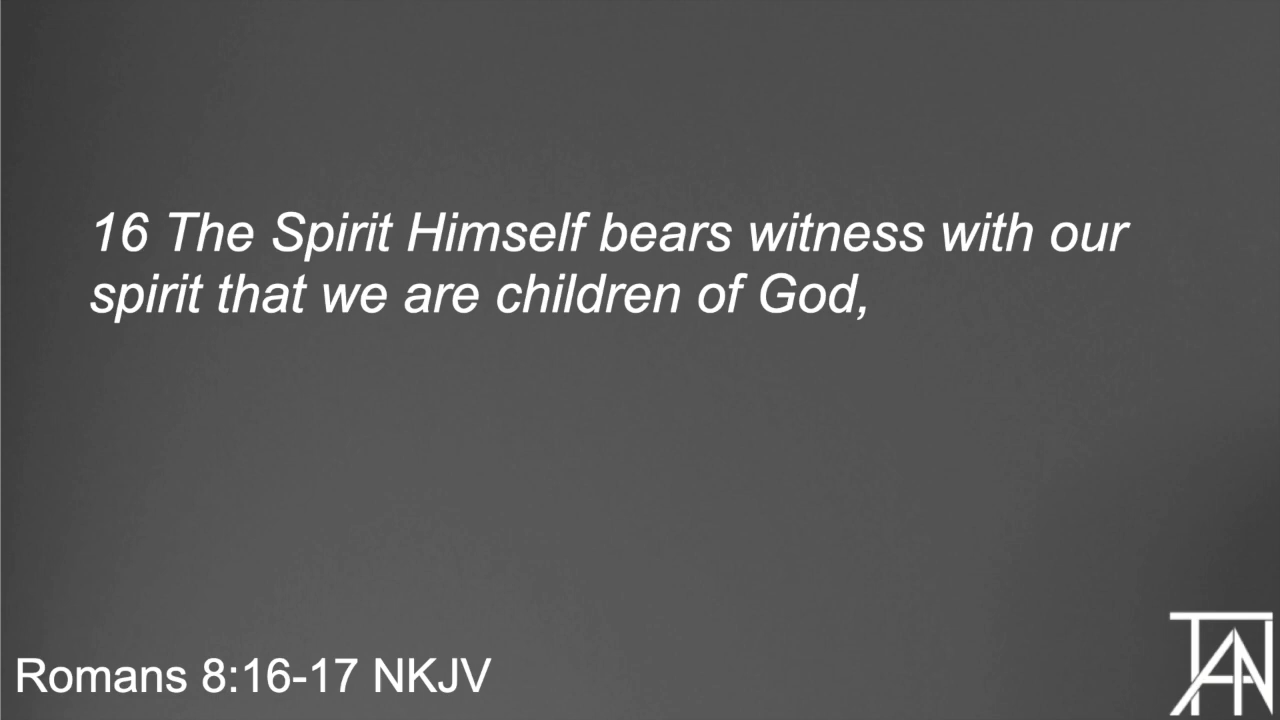 16 The Spirit Himself bears witness with our
spirit that we are children of God,
Romans 8:16-17 NKJV
TAN